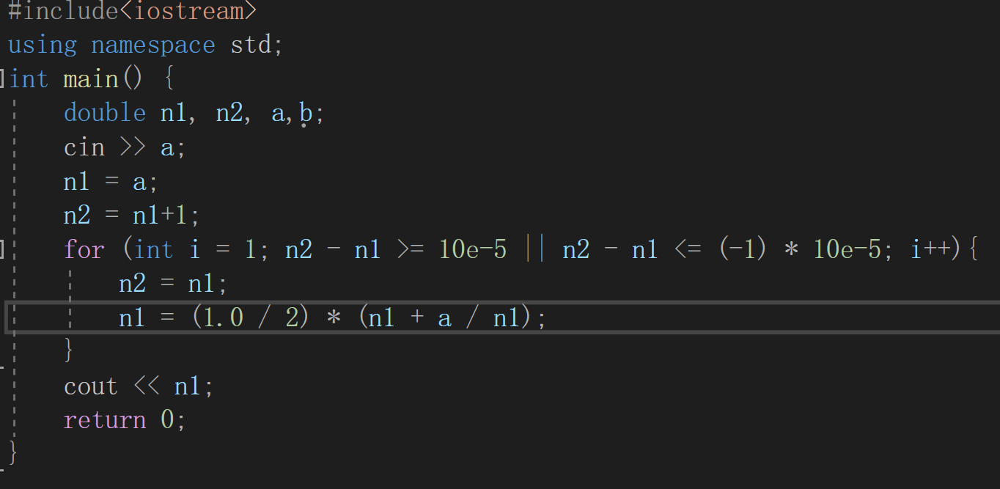 #include<iostream>
using namespace std;
int main() {
double n1, n2, a,b;
cin >> a;
n1 = a;
n2 = n1+1;
for (int i = 1; n2 - n1 >= 10e-5 || n2 - n1 <= (-1) * 10e-5; i++){
n2 = n1;
n1 = (1.0 / 2) * (n1 + a / n1);
}
cout << n1;
return 0;
}